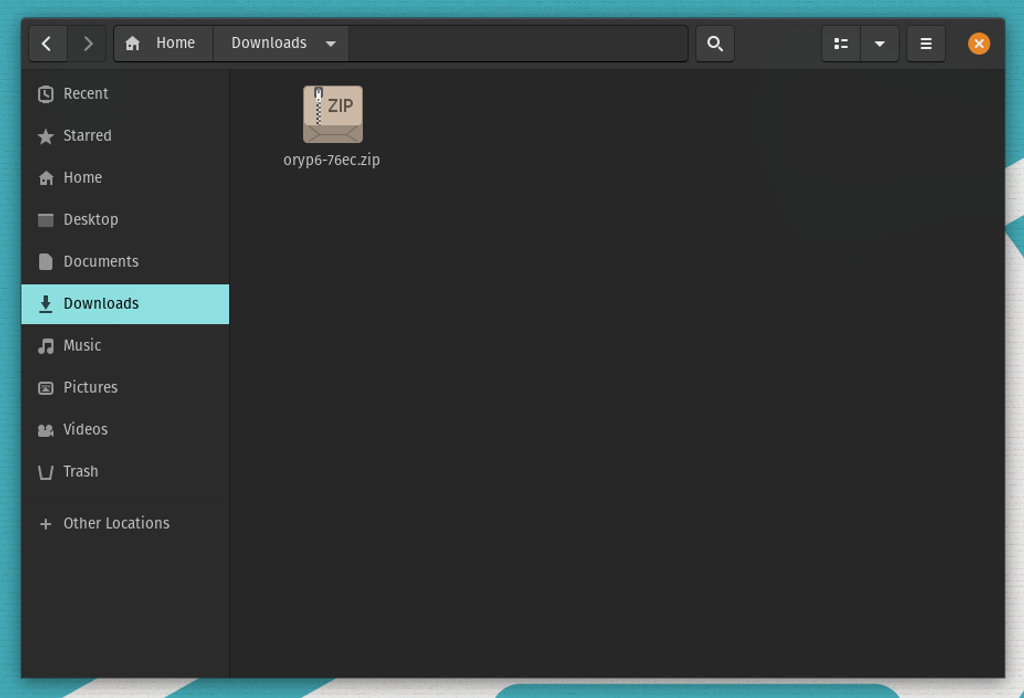 Home Downloads
Recent
Starred
Home
Desktop
Documents
Downloads
Music
Pictures
Videos
Trash
Other Locations
ZIP
oryp6-76ec.zip